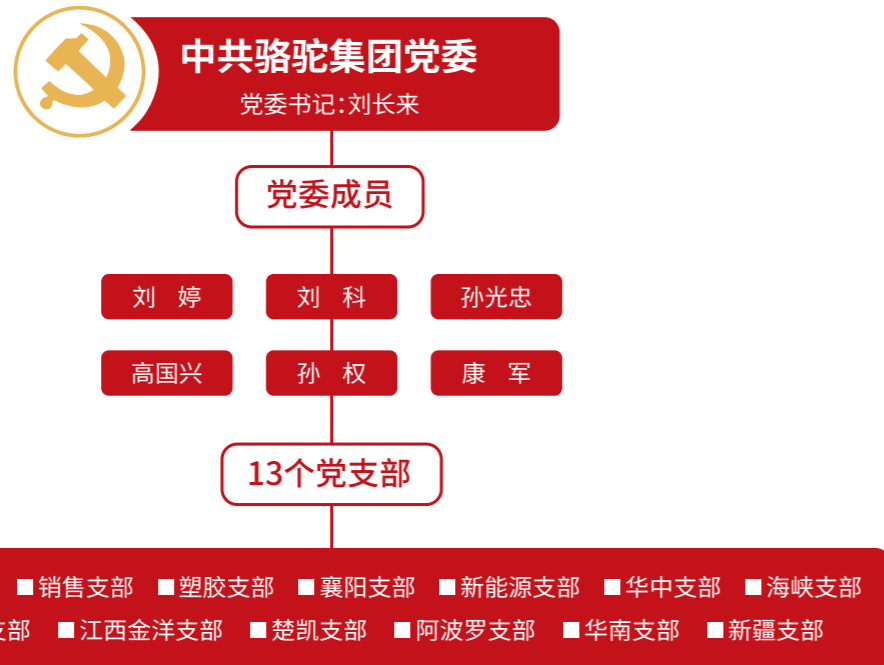 中共骆驼集团党委
党委书记：刘长来
党委成员
刘 婷 刘 科 孙光忠
高国兴 孙 权 康 军
13个党支部
■销售支部 ■塑胶支部 ■襄阳支部 ■新能源支部 ■华中支部 ■海峡支部
支部 ■江西金洋支部 ■楚凯支部 ■阿波罗支部 ■华南支部 ■新疆支部